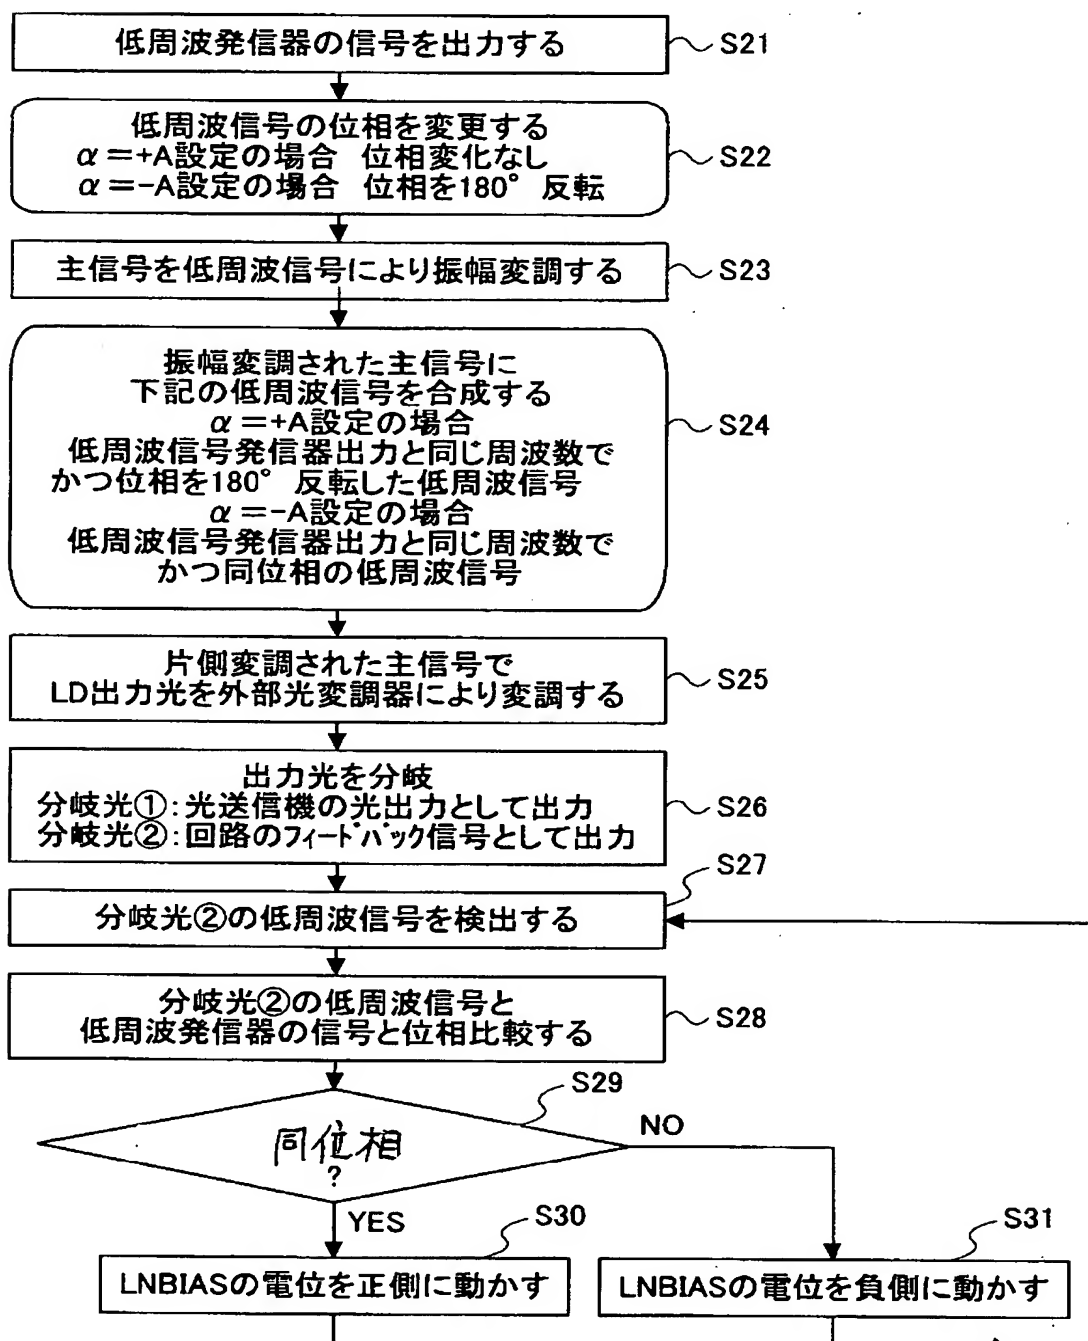 低周波発信器の信号を出力する
S21
低周波信号の位相を変更する
α=+A設定の場合 位相変化なし
α=-A設定の場合 位相を180° 反転
S22
主信号を低周波信号により振幅変調する
S23
振幅変調された主信号に
下記の低周波信号を合成する
α=+A設定の場合
低周波信号発信器出力と同じ周波数で
かつ位相を180° 反転した低周波信号
α=-A設定の場合
低周波信号発信器出力と同じ周波数で
かつ同位相の低周波信号
S24
片側変調された主信号で
LD出力光を外部光変調器により変調する
S25
出力光を分岐
分岐光①:光送信機の光出力として出力
分岐光②:回路のフィードバック信号として出力
S26
S27
分岐光②の低周波信号を検出する
分岐光②の低周波信号と
低周波発信器の信号と位相比較する
S28
S29
同位相
?
NO
YES
S30
S31
LNBIASの電位を正側に動かす
LNBIASの電位を負側に動かす